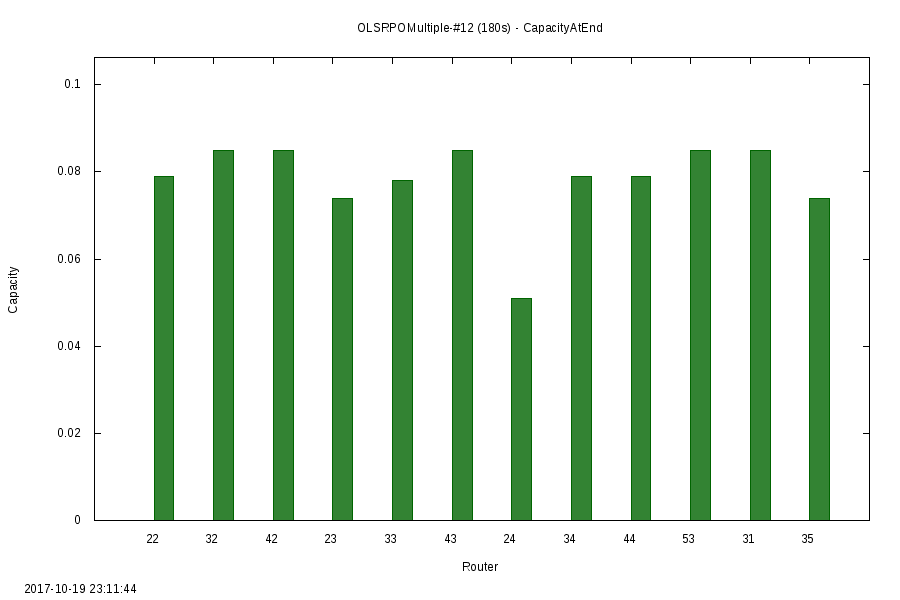 OLSRPOMultiple-#12 (180s) - CapacityAtEnd
0.1
0.08
0.06
0.04
0.02
0
Capacity
22 32 42 23 33 43 24 34 44 53 31 35
Router
2017-10-19 23:11:44